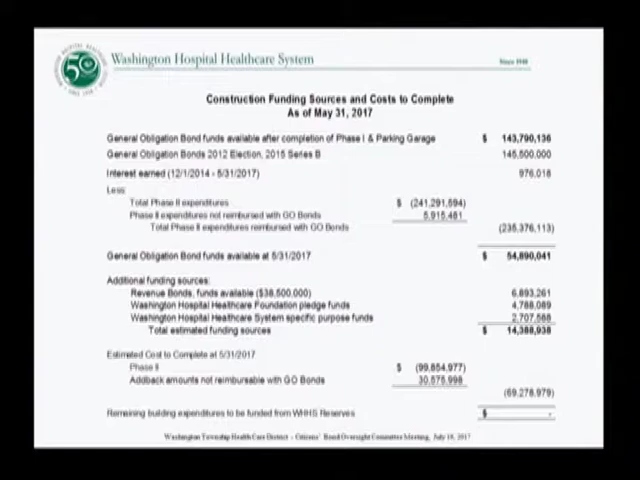 Washington Hospital Healthcare System
Since 1948
Construction Funding Sources and Costs to Complete
As of May 31, 2017
General Obligation Bond funds available after completion of Phase I & Parking Garage $ 143,790,136
General Obligation Bonds 2012 Election, 2015 Series B 145,500,000
Interest earned (12/1/2014 - 5/31/2017) 976,018
Less:
Total Phase II expenditures $ (241,291,594)
Phase II expenditures not reimbursed with GO Bonds 5,915,481
Total Phase II expenditures reimbursed with GO Bonds (235,376,113)
General Obligation Bond funds available at 5/31/2017 $ 54,890,041
Additional funding sources:
Revenue Bonds, funds available ($38,500,000) 6,893,261
Washington Hospital Healthcare Foundation pledge funds 4,788,089
Washington Hospital Healthcare System specific purpose funds 2,707,588
Total estimated funding sources $ 14,388,938
Estimated Cost to Complete at 5/31/2017
Phase II $ (99,854,977)
Addback amounts not reimbursable with GO Bonds 30,575,998
(69,278,979)
Remaining building expenditures to be funded from WHHS Reserves $ -
Washington Township Health Care District - Citizens' Bond Oversight Committee Meeting, July 2017